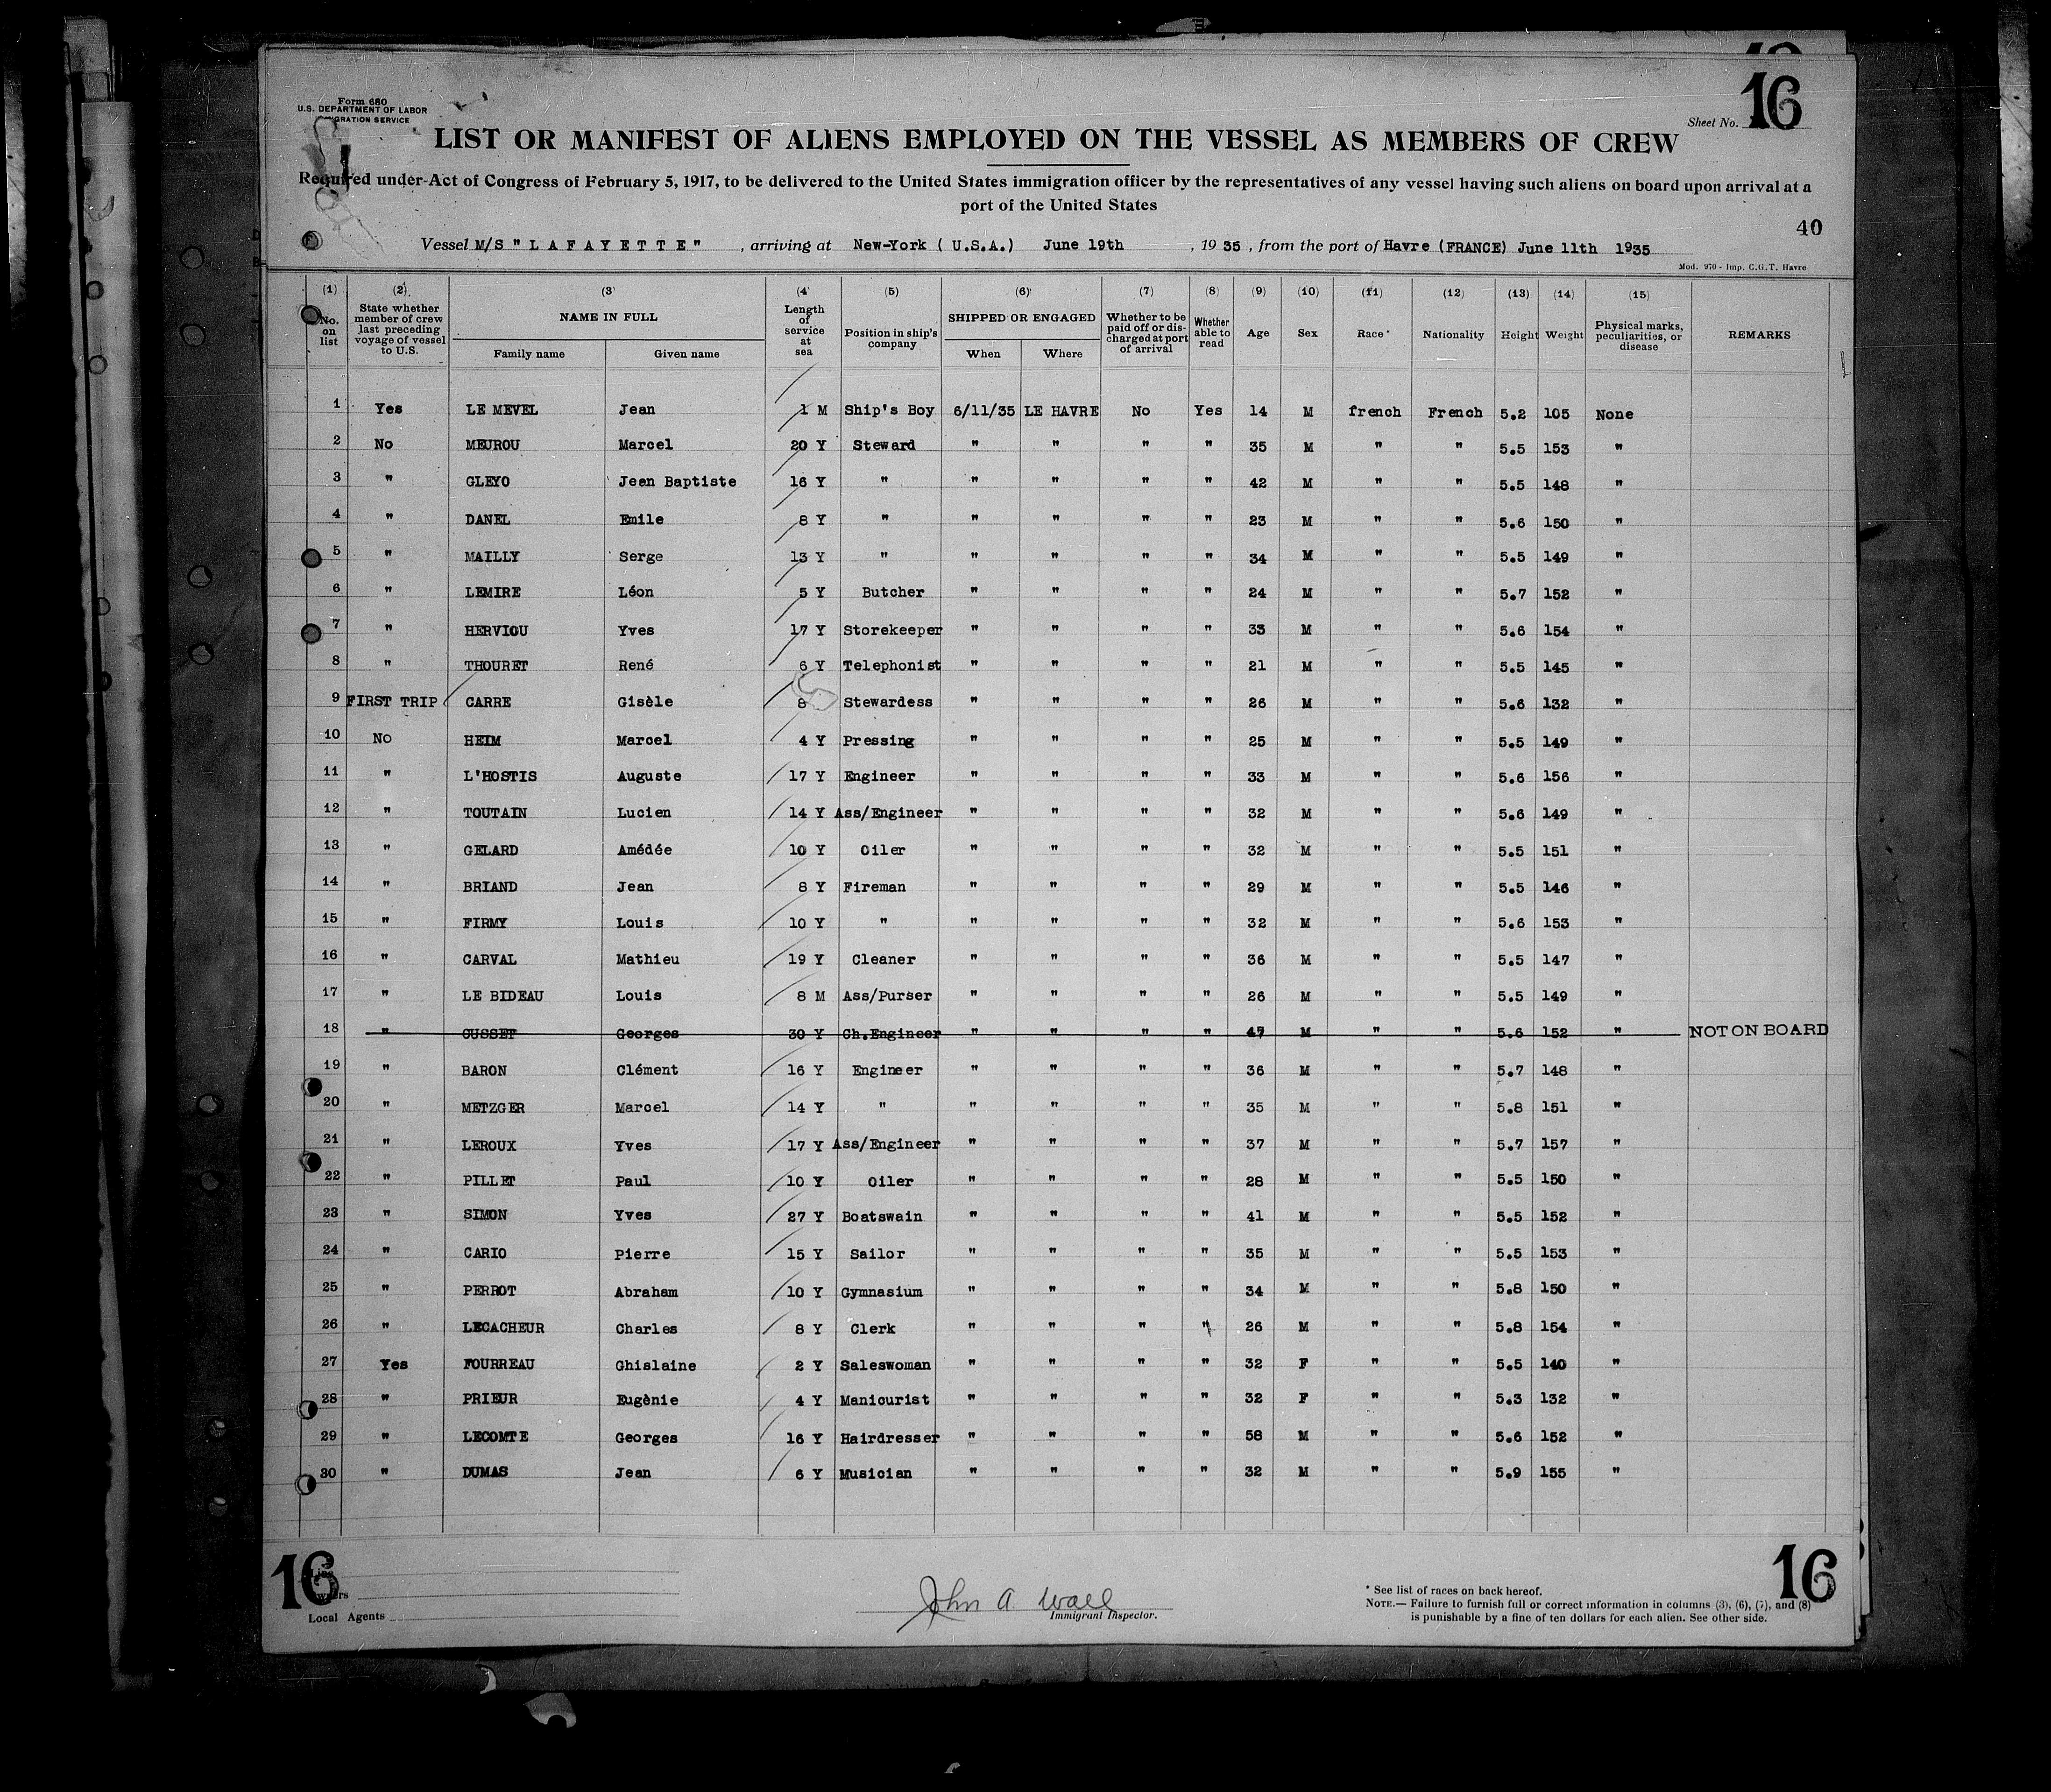 16
Form 680
U.S. DEPARTMENT OF LABOR
IMMIGRATION SERVICE
Sheet No. 16
LIST OR MANIFEST OF ALIENS EMPLOYED ON THE VESSEL AS MEMBERS OF CREW
Required under Act of Congress of February 5, 1917, to be delivered to the United States immigration officer by the representatives of any vessel having such aliens on board upon arrival at a
port of the United States
40
Vessel M/S "LAFAYETTE", arriving at New-York (U.S.A.) June 19th, 1935, from the port of Havre (FRANCE) June 11th 1935
Mod. 970 - Imp. C.G.T. Havre
(1) (2) (3) (4) (5) (6) (7) (8) (9) (10) (11) (12) (13) (14) (15)
No. on list | State whether member of crew last preceding voyage of vessel to U.S. | NAME IN FULL Family name Given name | Length of service at sea | Position in ship's company | SHIPPED OR ENGAGED When Where | Whether to be paid off or discharged at port of arrival | Whether able to read | Age | Sex | Race* | Nationality | Height | Weight | Physical marks, peculiarities, or disease | REMARKS
1 Yes LE MEVEL Jean 1 M Ship's Boy 6/11/35 LE HAVRE No Yes 14 M french French 5.2 105 None
2 No MEUROU Marcel 20 Y Steward " " " " 35 M " " 5.5 153 "
3 " GLEYO Jean Baptiste 16 Y " " " " " 42 M " " 5.5 148 "
4 " DANEL Emile 8 Y " " " " " 23 M " " 5.6 150 "
5 " MAILLY Serge 13 Y " " " " " 34 M " " 5.5 149 "
6 " LEMIRE Léon 5 Y Butcher " " " " 24 M " " 5.7 152 "
7 " HERVIOU Yves 17 Y Storekeeper " " " " 33 M " " 5.6 154 "
8 " THOURET René 6 Y Telephonist " " " " 21 M " " 5.5 145 "
9 FIRST TRIP CARRE Gisèle 8 Stewardess " " " " 26 M " " 5.6 132 "
10 No HEIM Marcel 4 Y Pressing " " " " 25 M " " 5.5 149 "
11 " L'HOSTIS Auguste 17 Y Engineer " " " " 33 M " " 5.6 156 "
12 " TOUTAIN Lucien 14 Y Ass/Engineer " " " " 32 M " " 5.6 149 "
13 " GELARD Amédée 10 Y Oiler " " " " 32 M " " 5.5 151 "
14 " BRIAND Jean 8 Y Fireman " " " " 29 M " " 5.5 146 "
15 " FIRMY Louis 10 Y " " " " " 32 M " " 5.6 153 "
16 " CARVAL Mathieu 19 Y Cleaner " " " " 36 M " " 5.5 147 "
17 " LE BIDEAU Louis 8 M Ass/Purser " " " " 26 M " " 5.5 149 "
18 " CUSSET Georges 30 Y Ch.Engineer " " " " 47 M " " 5.6 152 " NOT ON BOARD
19 " BARON Clément 16 Y Engineer " " " " 36 M " " 5.7 148 "
20 " METZGER Marcel 14 Y " " " " " 35 M " " 5.8 151 "
21 " LEROUX Yves 17 Y Ass/Engineer " " " " 37 M " " 5.7 157 "
22 " PILLET Paul 10 Y Oiler " " " " 28 M " " 5.5 150 "
23 " SIMON Yves 27 Y Boatswain " " " " 41 M " " 5.5 152 "
24 " CARIO Pierre 15 Y Sailor " " " " 35 M " " 5.5 153 "
25 " PERROT Abraham 10 Y Gymnasium " " " " 34 M " " 5.8 150 "
26 " LECACHEUR Charles 8 Y Clerk " " " " 26 M " " 5.8 154 "
27 Yes FOURREAU Ghislaine 2 Y Saleswoman " " " " 32 F " " 5.5 140 "
28 " PRIEUR Eugènie 4 Y Manicurist " " " " 32 F " " 5.3 132 "
29 " LECOMTE Georges 16 Y Hairdresser " " " " 58 M " " 5.6 152 "
30 " DUMAS Jean 6 Y Musician " " " " 32 M " " 5.9 155 "
16
Local Agents
John A. Wall
Immigrant Inspector.
16
* See list of races on back hereof.
NOTE.— Failure to furnish full or correct information in columns (3), (6), (7), and (8)
is punishable by a fine of ten dollars for each alien. See other side.